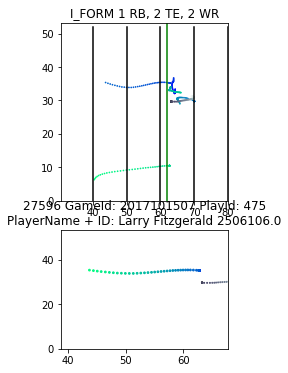 I_FORM 1 RB, 2 TE, 2 WR
50
40
30
20
10
0
40 50 60 70 80
27596 GameId: 2017101507 PlayId: 475
PlayerName + ID: Larry Fitzgerald 2506106.0
40
20
0
40 50 60